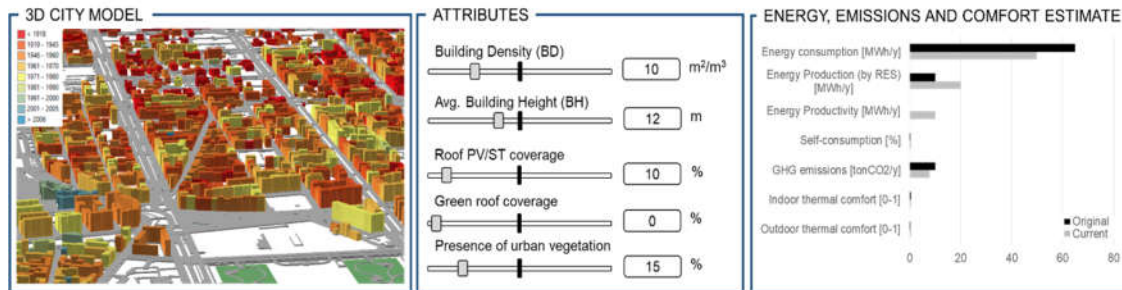 3D CITY MODEL
< 1918
1919 - 1945
1946 - 1960
1961 - 1970
1971 - 1980
1981 - 1990
1991 - 2000
2001 - 2005
> 2006
ATTRIBUTES
Building Density (BD)
10 m²/m³
Avg. Building Height (BH)
12 m
Roof PV/ST coverage
10 %
Green roof coverage
0 %
Presence of urban vegetation
15 %
ENERGY, EMISSIONS AND COMFORT ESTIMATE
Energy consumption [MWh/y]
Energy Production (by RES)
[MWh/y]
Energy Productivity [MWh/y]
Self-consumption [%]
GHG emissions [tonCO2/y]
Indoor thermal comfort [0-1]
Outdoor thermal comfort [0-1]
Original
Current
0 20 40 60 80